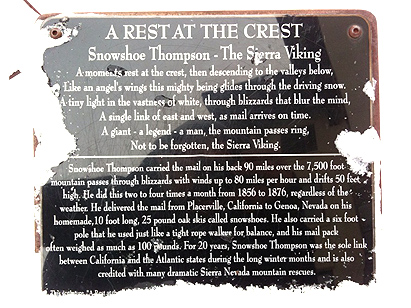 A REST AT THE CREST
Snowshoe Thompson - The Sierra Viking
A moments rest at the crest, then descending to the valleys below,
Like an angel's wings this mighty being glides through the driving snow.
A tiny light in the vastness of white, through blizzards that blur the mind,
A single link of east and west, as mail arrives on time.
A giant - a legend - a man, the mountain passes ring,
Not to be forgotten, the Sierra Viking.
Snowshoe Thompson carried the mail on his back 90 miles over the 7,500 foot
mountain passes through blizzards with winds up to 80 miles per hour and drifts 50 feet
high. He did this two to four times a month from 1856 to 1876, regardless of the
weather. He delivered the mail from Placerville, California to Genoa, Nevada on his
homemade, 10 foot long, 25 pound oak skis called snowshoes. He also carried a six foot
pole that he used just like a tight rope walker for balance, and his mail pack
often weighed as much as 100 pounds. For 20 years, Snowshoe Thompson was the sole link
between California and the Atlantic states during the long winter months and is also
credited with many dramatic Sierra Nevada mountain rescues.